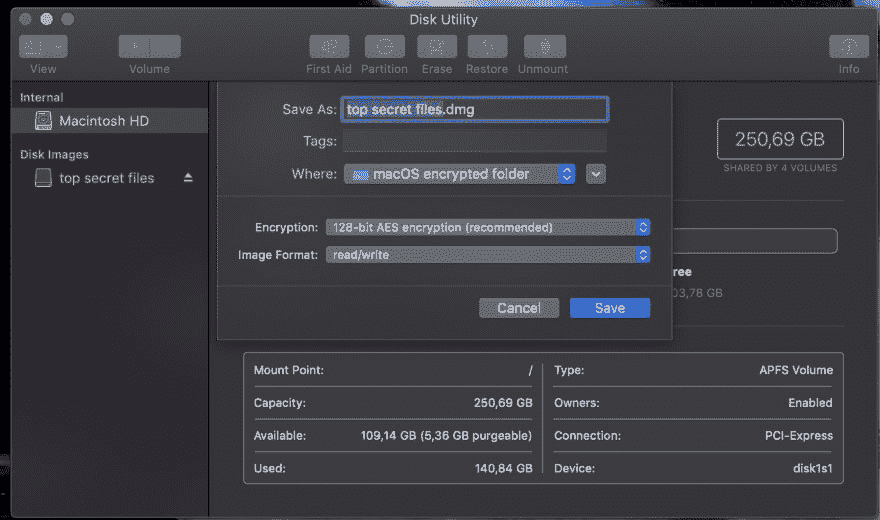 Disk Utility
View Volume First Aid Partition Erase Restore Unmount Info
Internal
Macintosh HD
Disk Images
top secret files
Save As: top secret files.dmg
Tags:
Where: macOS encrypted folder
Encryption: 128-bit AES encryption (recommended)
Image Format: read/write
Cancel Save
250,69 GB
SHARED BY 4 VOLUMES
ree
03,78 GB
Mount Point: /
Capacity: 250,69 GB
Available: 109,14 GB (5,36 GB purgeable)
Used: 140,84 GB
Type: APFS Volume
Owners: Enabled
Connection: PCI-Express
Device: disk1s1